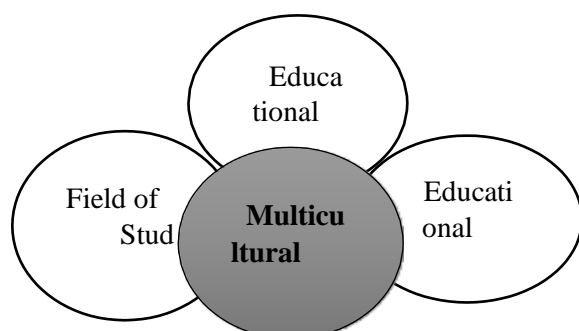 Educa
tional
Field of
Stud
Educati
onal
Multicu
ltural